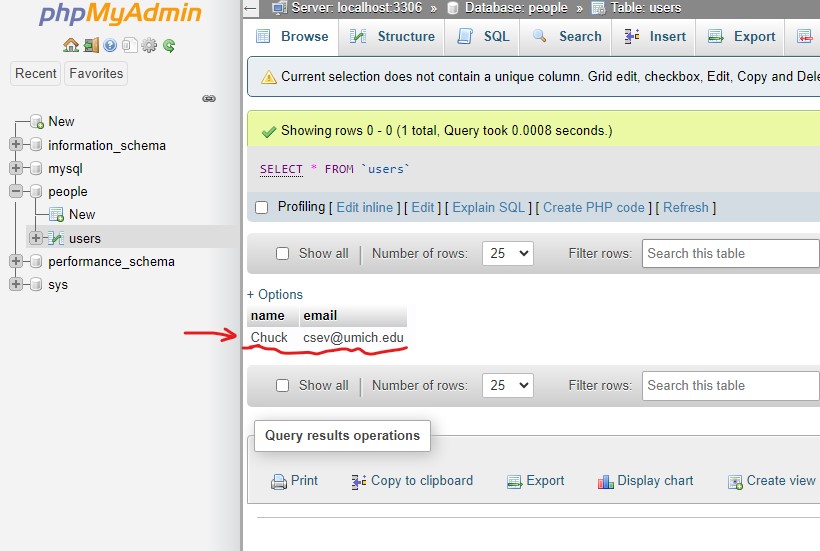 phpMyAdmin
Recent Favorites
New
information_schema
mysql
people
New
users
performance_schema
sys
Server: localhost:3306 » Database: people » Table: users
Browse Structure SQL Search Insert Export
Current selection does not contain a unique column. Grid edit, checkbox, Edit, Copy and Dele
Showing rows 0 - 0 (1 total, Query took 0.0008 seconds.)
SELECT * FROM `users`
Profiling [ Edit inline ] [ Edit ] [ Explain SQL ] [ Create PHP code ] [ Refresh ]
Show all Number of rows: 25 Filter rows: Search this table
+ Options
name email
Chuck csev@umich.edu
Show all Number of rows: 25 Filter rows: Search this table
Query results operations
Print Copy to clipboard Export Display chart Create view